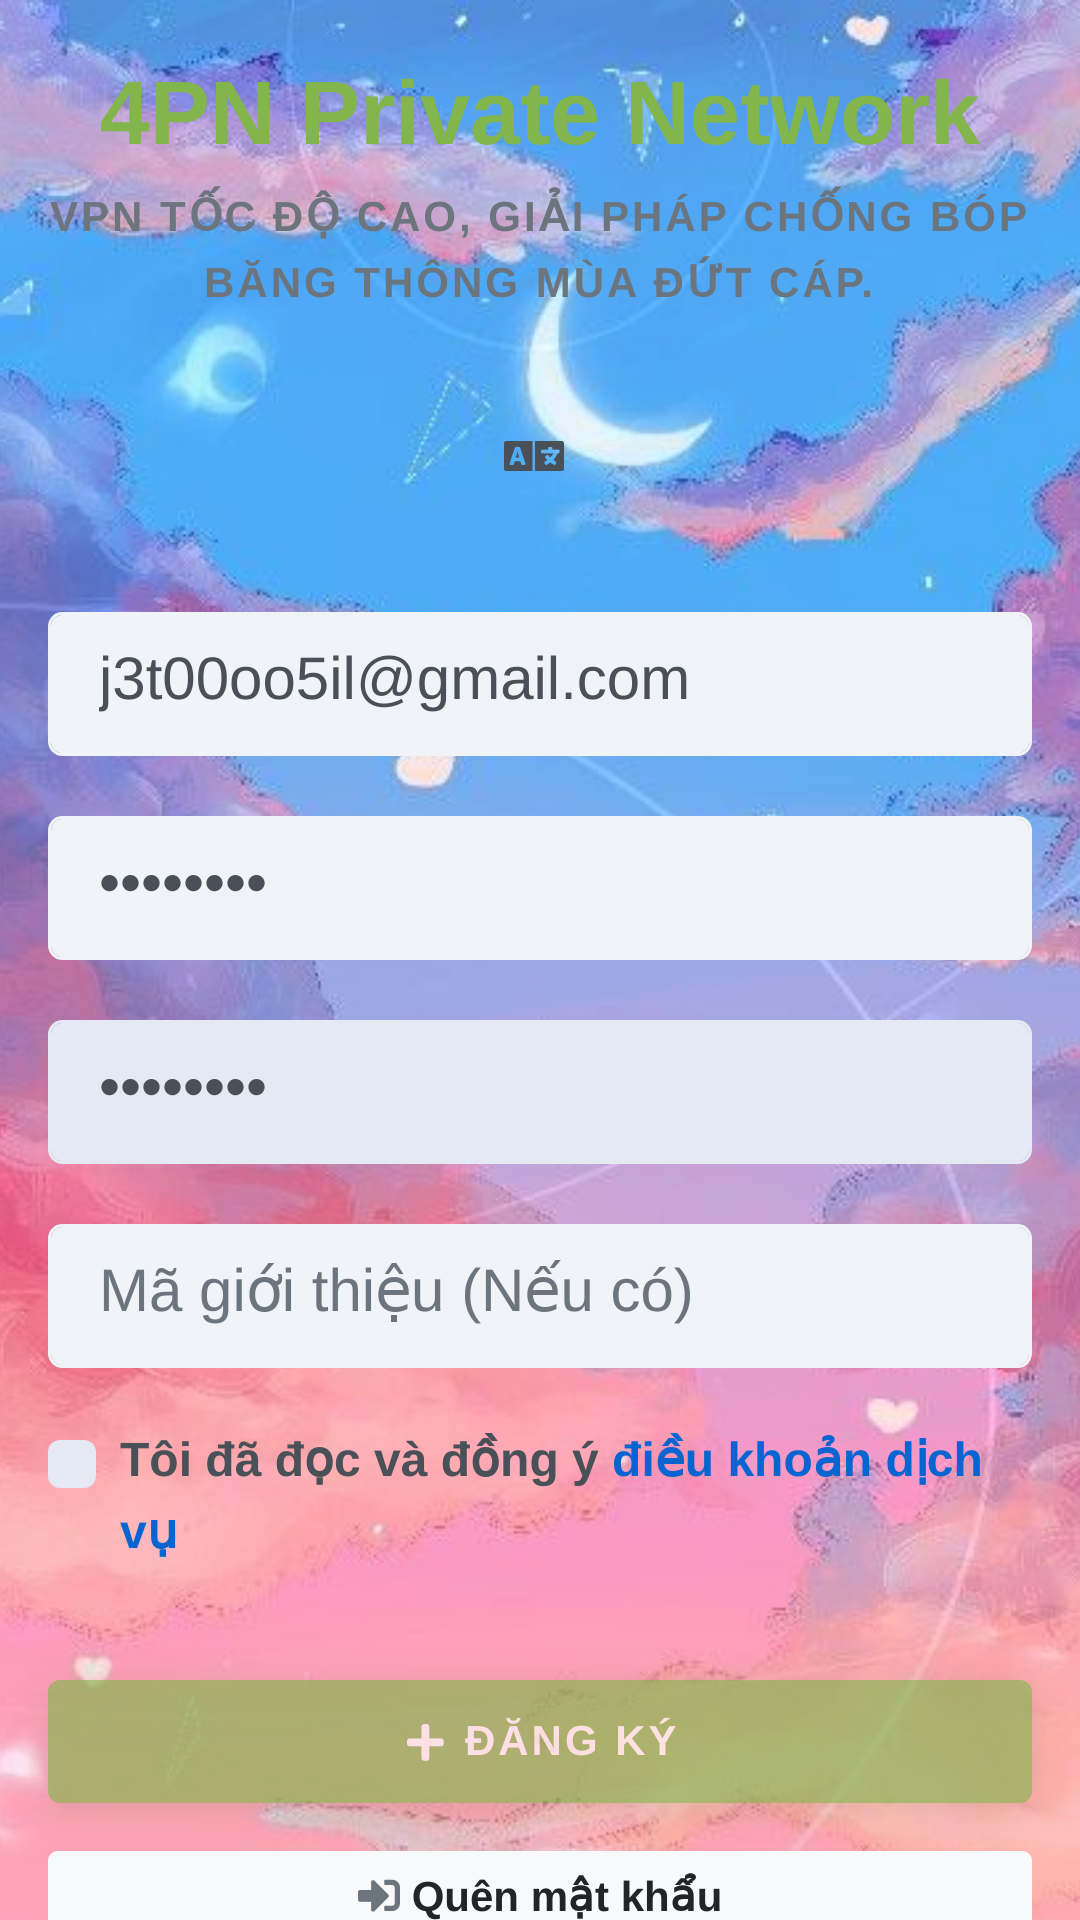 4PN Private Network
VPN TỐC ĐỘ CAO, GIẢI PHÁP CHỐNG BÓP
BĂNG THÔNG MÙA ĐỨT CÁP.
A 文
j3t00oo5il@gmail.com
••••••••
••••••••
Mã giới thiệu (Nếu có)
Tôi đã đọc và đồng ý điều khoản dịch
vụ
ĐĂNG KÝ
Quên mật khẩu